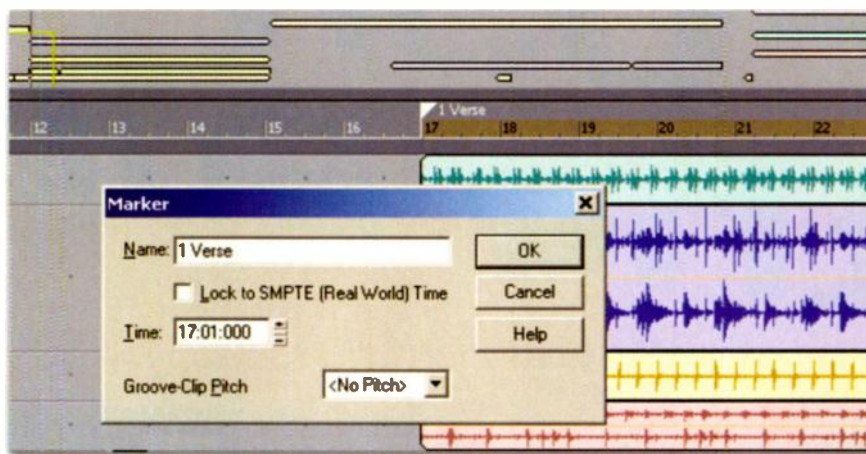 1 Verse
12 13 14 15 16 17 18 19 20 21 22
Marker
Name: 1 Verse
OK
Lock to SMPTE (Real World) Time
Cancel
Time: 17:01:000
Help
Groove-Clip Pitch <No Pitch>